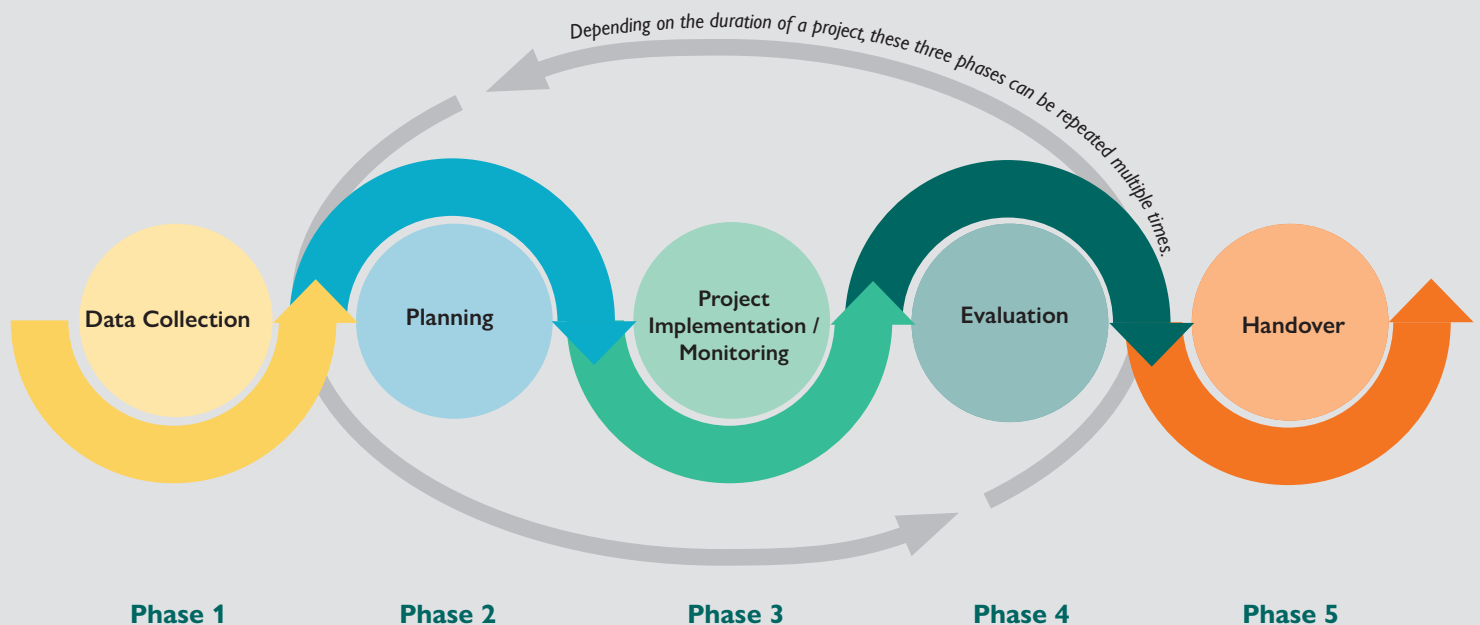 Depending on the duration of a project, these three phases can be repeated multiple times.
Data Collection
Planning
Project
Implementation /
Monitoring
Evaluation
Handover
Phase 1
Phase 2
Phase 3
Phase 4
Phase 5